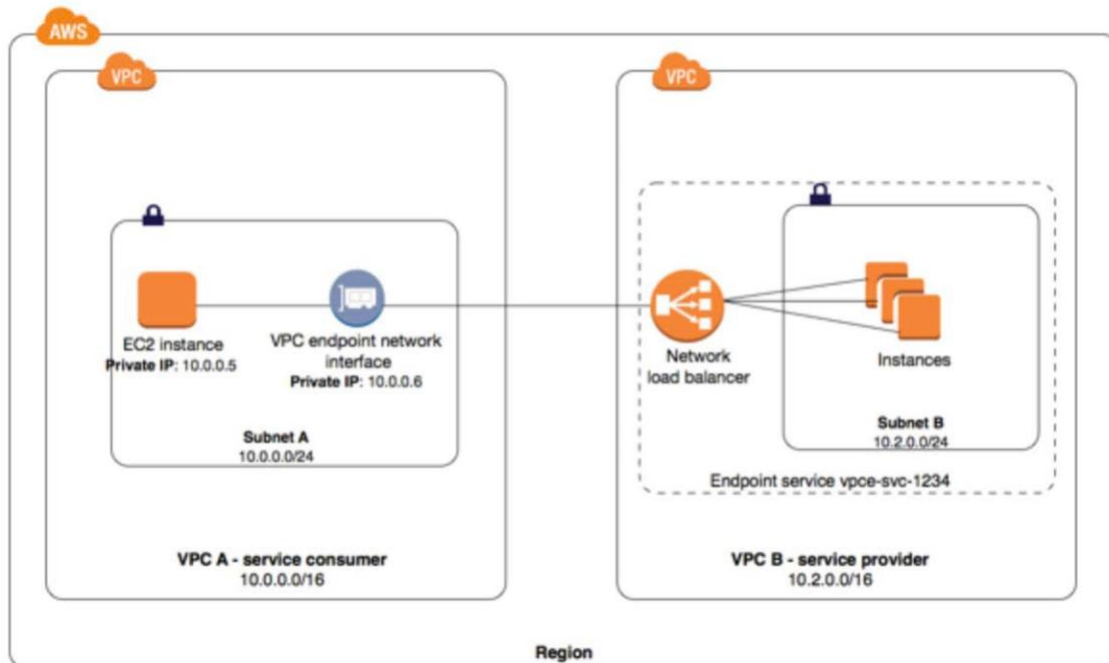 AWS
VPC
VPC
EC2 instance
Private IP: 10.0.0.5
VPC endpoint network
interface
Private IP: 10.0.0.6
Subnet A
10.0.0.0/24
VPC A - service consumer
10.0.0.0/16
Network
load balancer
Instances
Subnet B
10.2.0.0/24
Endpoint service vpce-svc-1234
VPC B - service provider
10.2.0.0/16
Region